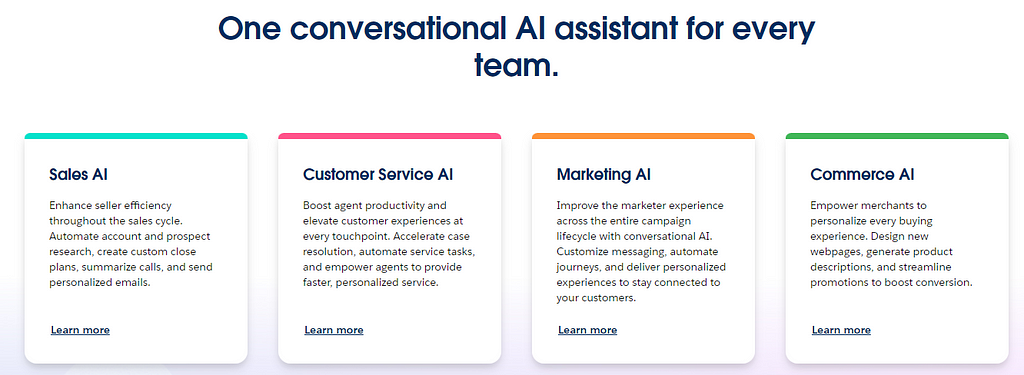 One conversational AI assistant for every
team.
Sales AI
Enhance seller efficiency
throughout the sales cycle.
Automate account and prospect
research, create custom close
plans, summarize calls, and send
personalized emails.
Learn more
Customer Service AI
Boost agent productivity and
elevate customer experiences at
every touchpoint. Accelerate case
resolution, automate service tasks,
and empower agents to provide
faster, personalized service.
Learn more
Marketing AI
Improve the marketer experience
across the entire campaign
lifecycle with conversational AI.
Customize messaging, automate
journeys, and deliver personalized
experiences to stay connected to
your customers.
Learn more
Commerce AI
Empower merchants to
personalize every buying
experience. Design new
webpages, generate product
descriptions, and streamline
promotions to boost conversion.
Learn more